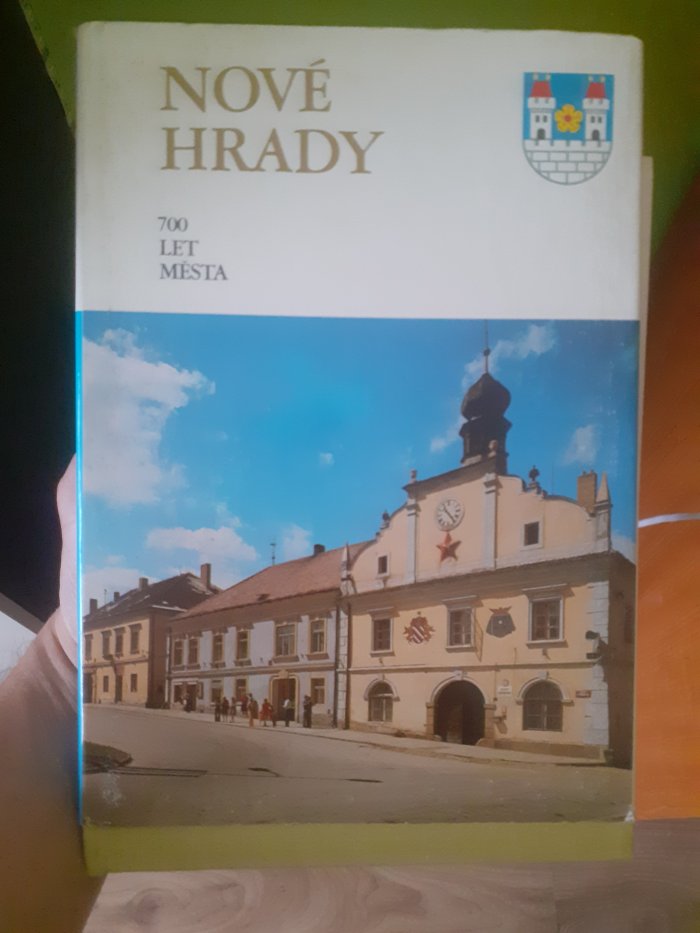 NOVÉ
HRADY
700
LET
MĚSTA